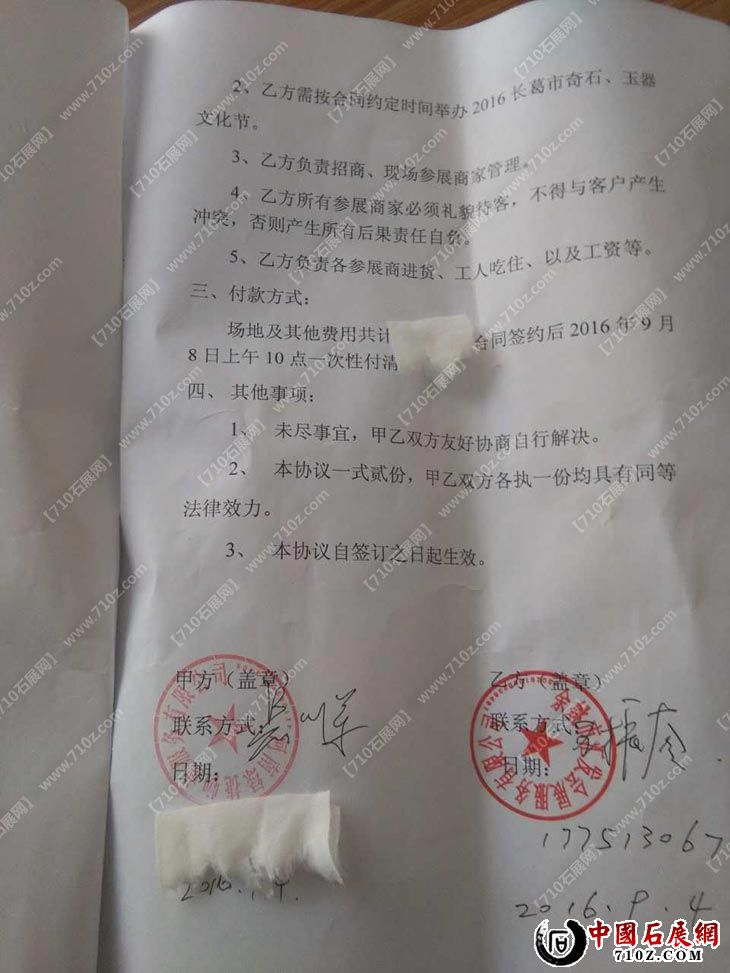 2、乙方需按合同约定时间举办2016长葛市奇石、玉器
文化节。
3、乙方负责招商、现场参展商家管理。
4、乙方所有参展商家必须礼貌待客，不得与客户产生
冲突，否则产生所有后果责任自负。
5、乙方负责各参展商进货、工人吃住、以及工资等。
三、付款方式：
场地及其他费用共计 合同签约后2016年9月
8日上午10点一次性付清
四、 其他事项：
1、 未尽事宜，甲乙双方友好协商自行解决。
2、 本协议一式贰份，甲乙双方各执一份均具有同等
法律效力。
3、 本协议自签订之日起生效。
甲方（盖章） 乙方（盖章）
联系方式： 联系方式
日期： 日期：
177513067
2016.9.4
【710石展网】 www.710z.com
中國石展網
710Z.COM